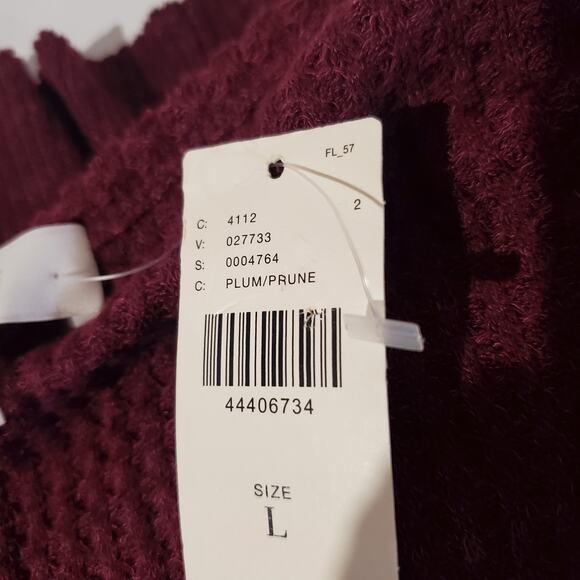 FL_57
2
C: 4112
V: 027733
S: 0004764
C: PLUM/PRUNE
44406734
SIZE
L